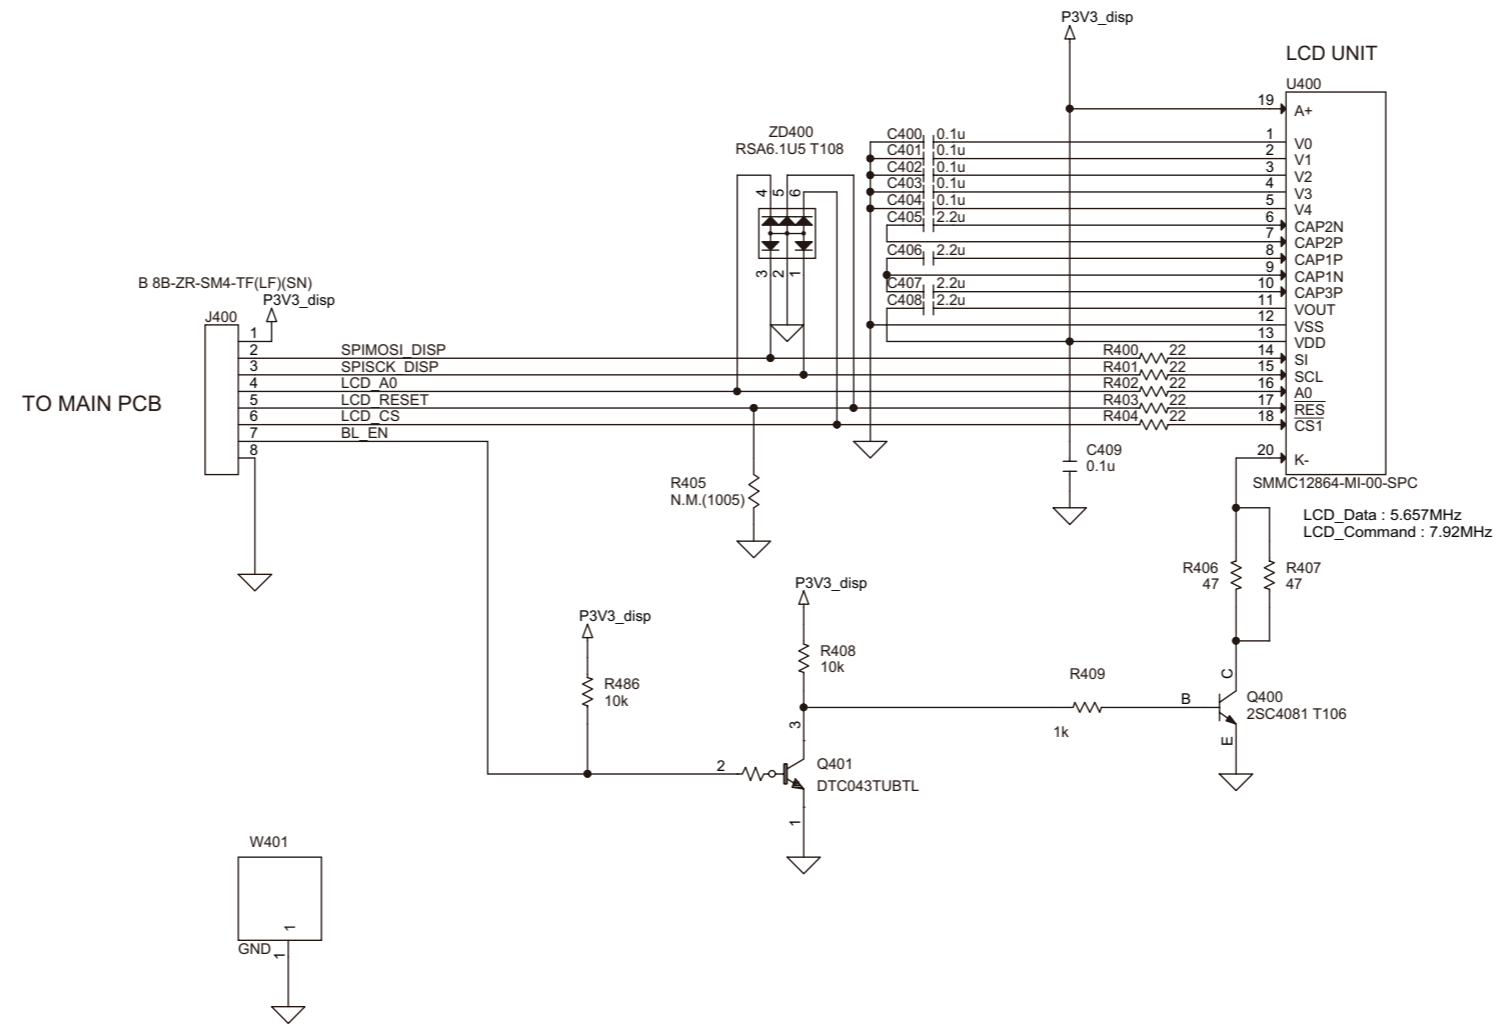 P3V3_disp
LCD UNIT
U400
19 A+
ZD400
RSA6.1U5 T108
C400 0.1u 1 V0
C401 0.1u 2 V1
C402 0.1u 3 V2
C403 0.1u 4 V3
C404 0.1u 5 V4
C405 2.2u 6 CAP2N
7 CAP2P
C406 2.2u 8 CAP1P
9 CAP1N
C407 2.2u 10 CAP3P
C408 2.2u 11 VOUT
12 VSS
13 VDD
4 5 6
3 2 1
B 8B-ZR-SM4-TF(LF)(SN)
P3V3_disp
J400
1
2 SPIMOSI_DISP R400 22 14 SI
3 SPISCK_DISP R401 22 15 SCL
4 LCD_A0 R402 22 16 A0
5 LCD_RESET R403 22 17 RES
6 LCD_CS R404 22 18 CS1
7 BL_EN
8
TO MAIN PCB
C409
0.1u
20 K-
SMMC12864-MI-00-SPC
R405
N.M.(1005)
LCD_Data : 5.657MHz
LCD_Command : 7.92MHz
R406
47
R407
47
P3V3_disp
P3V3_disp
R408
10k
R486
10k
R409
1k
B
C
E
Q400
2SC4081 T106
3
2
1
Q401
DTC043TUBTL
W401
1
GND
1